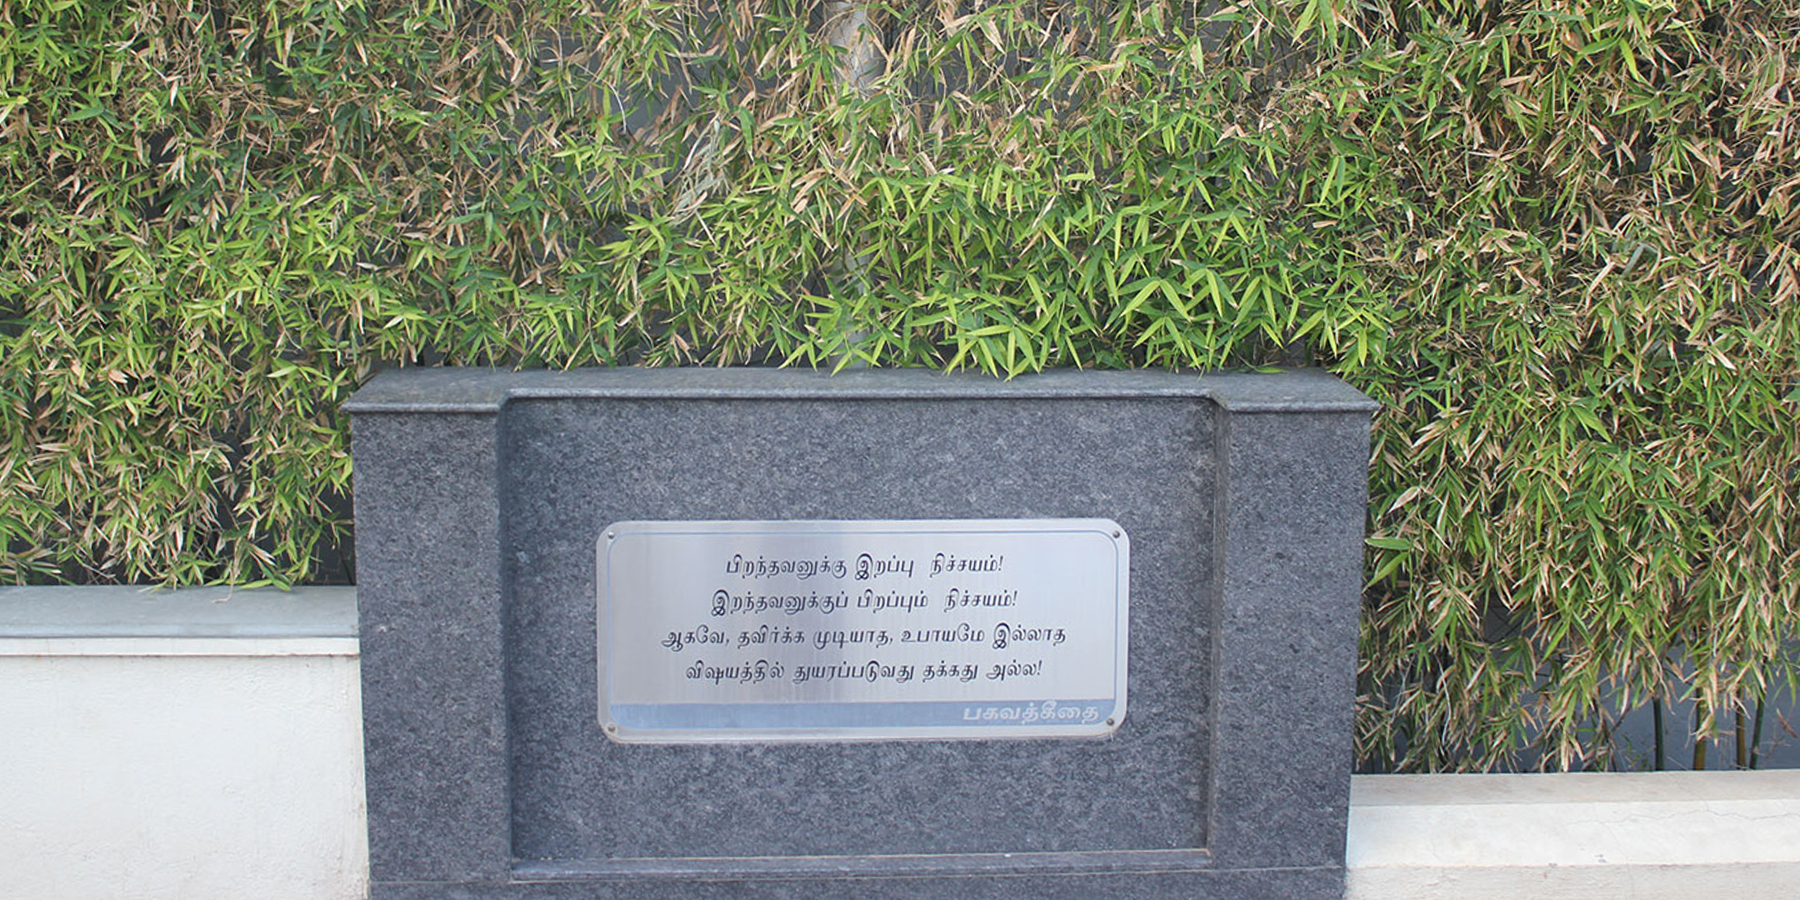 பிறந்தவனுக்கு இறப்பு நிச்சயம்!
இறந்தவனுக்குப் பிறப்பும் நிச்சயம்!
ஆகவே, தவிர்க்க முடியாத, உபாயமே இல்லாத
விஷயத்தில் துயரப்படுவது தக்கது அல்ல!
பகவத்கீதை